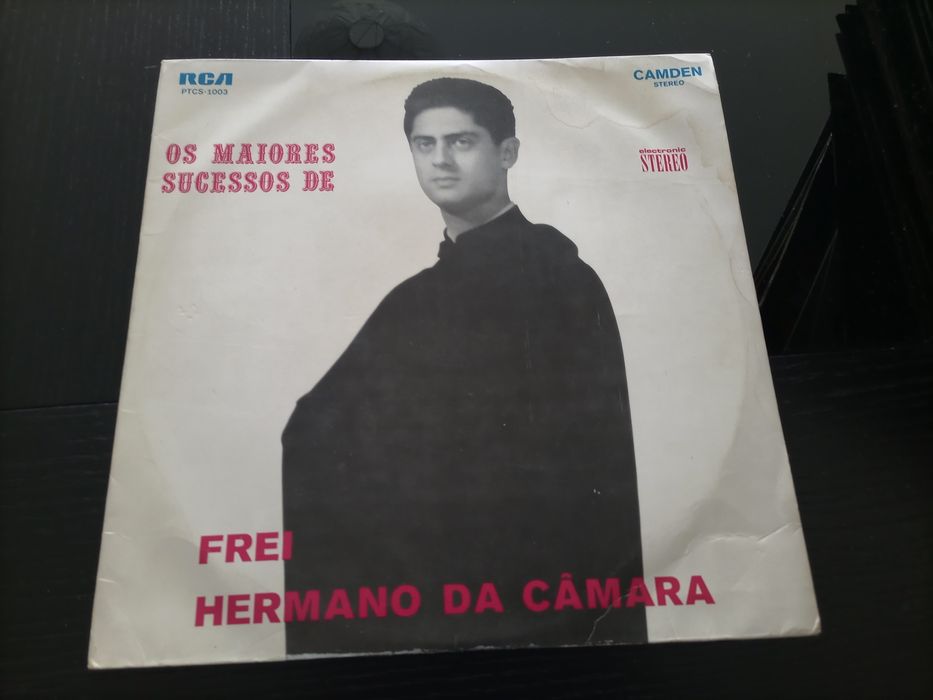 RCA
PTCS-1003
CAMDEN
STEREO
OS MAIORES
SUCESSOS DE
electronic
STEREO
FREI
HERMANO DA CÂMARA